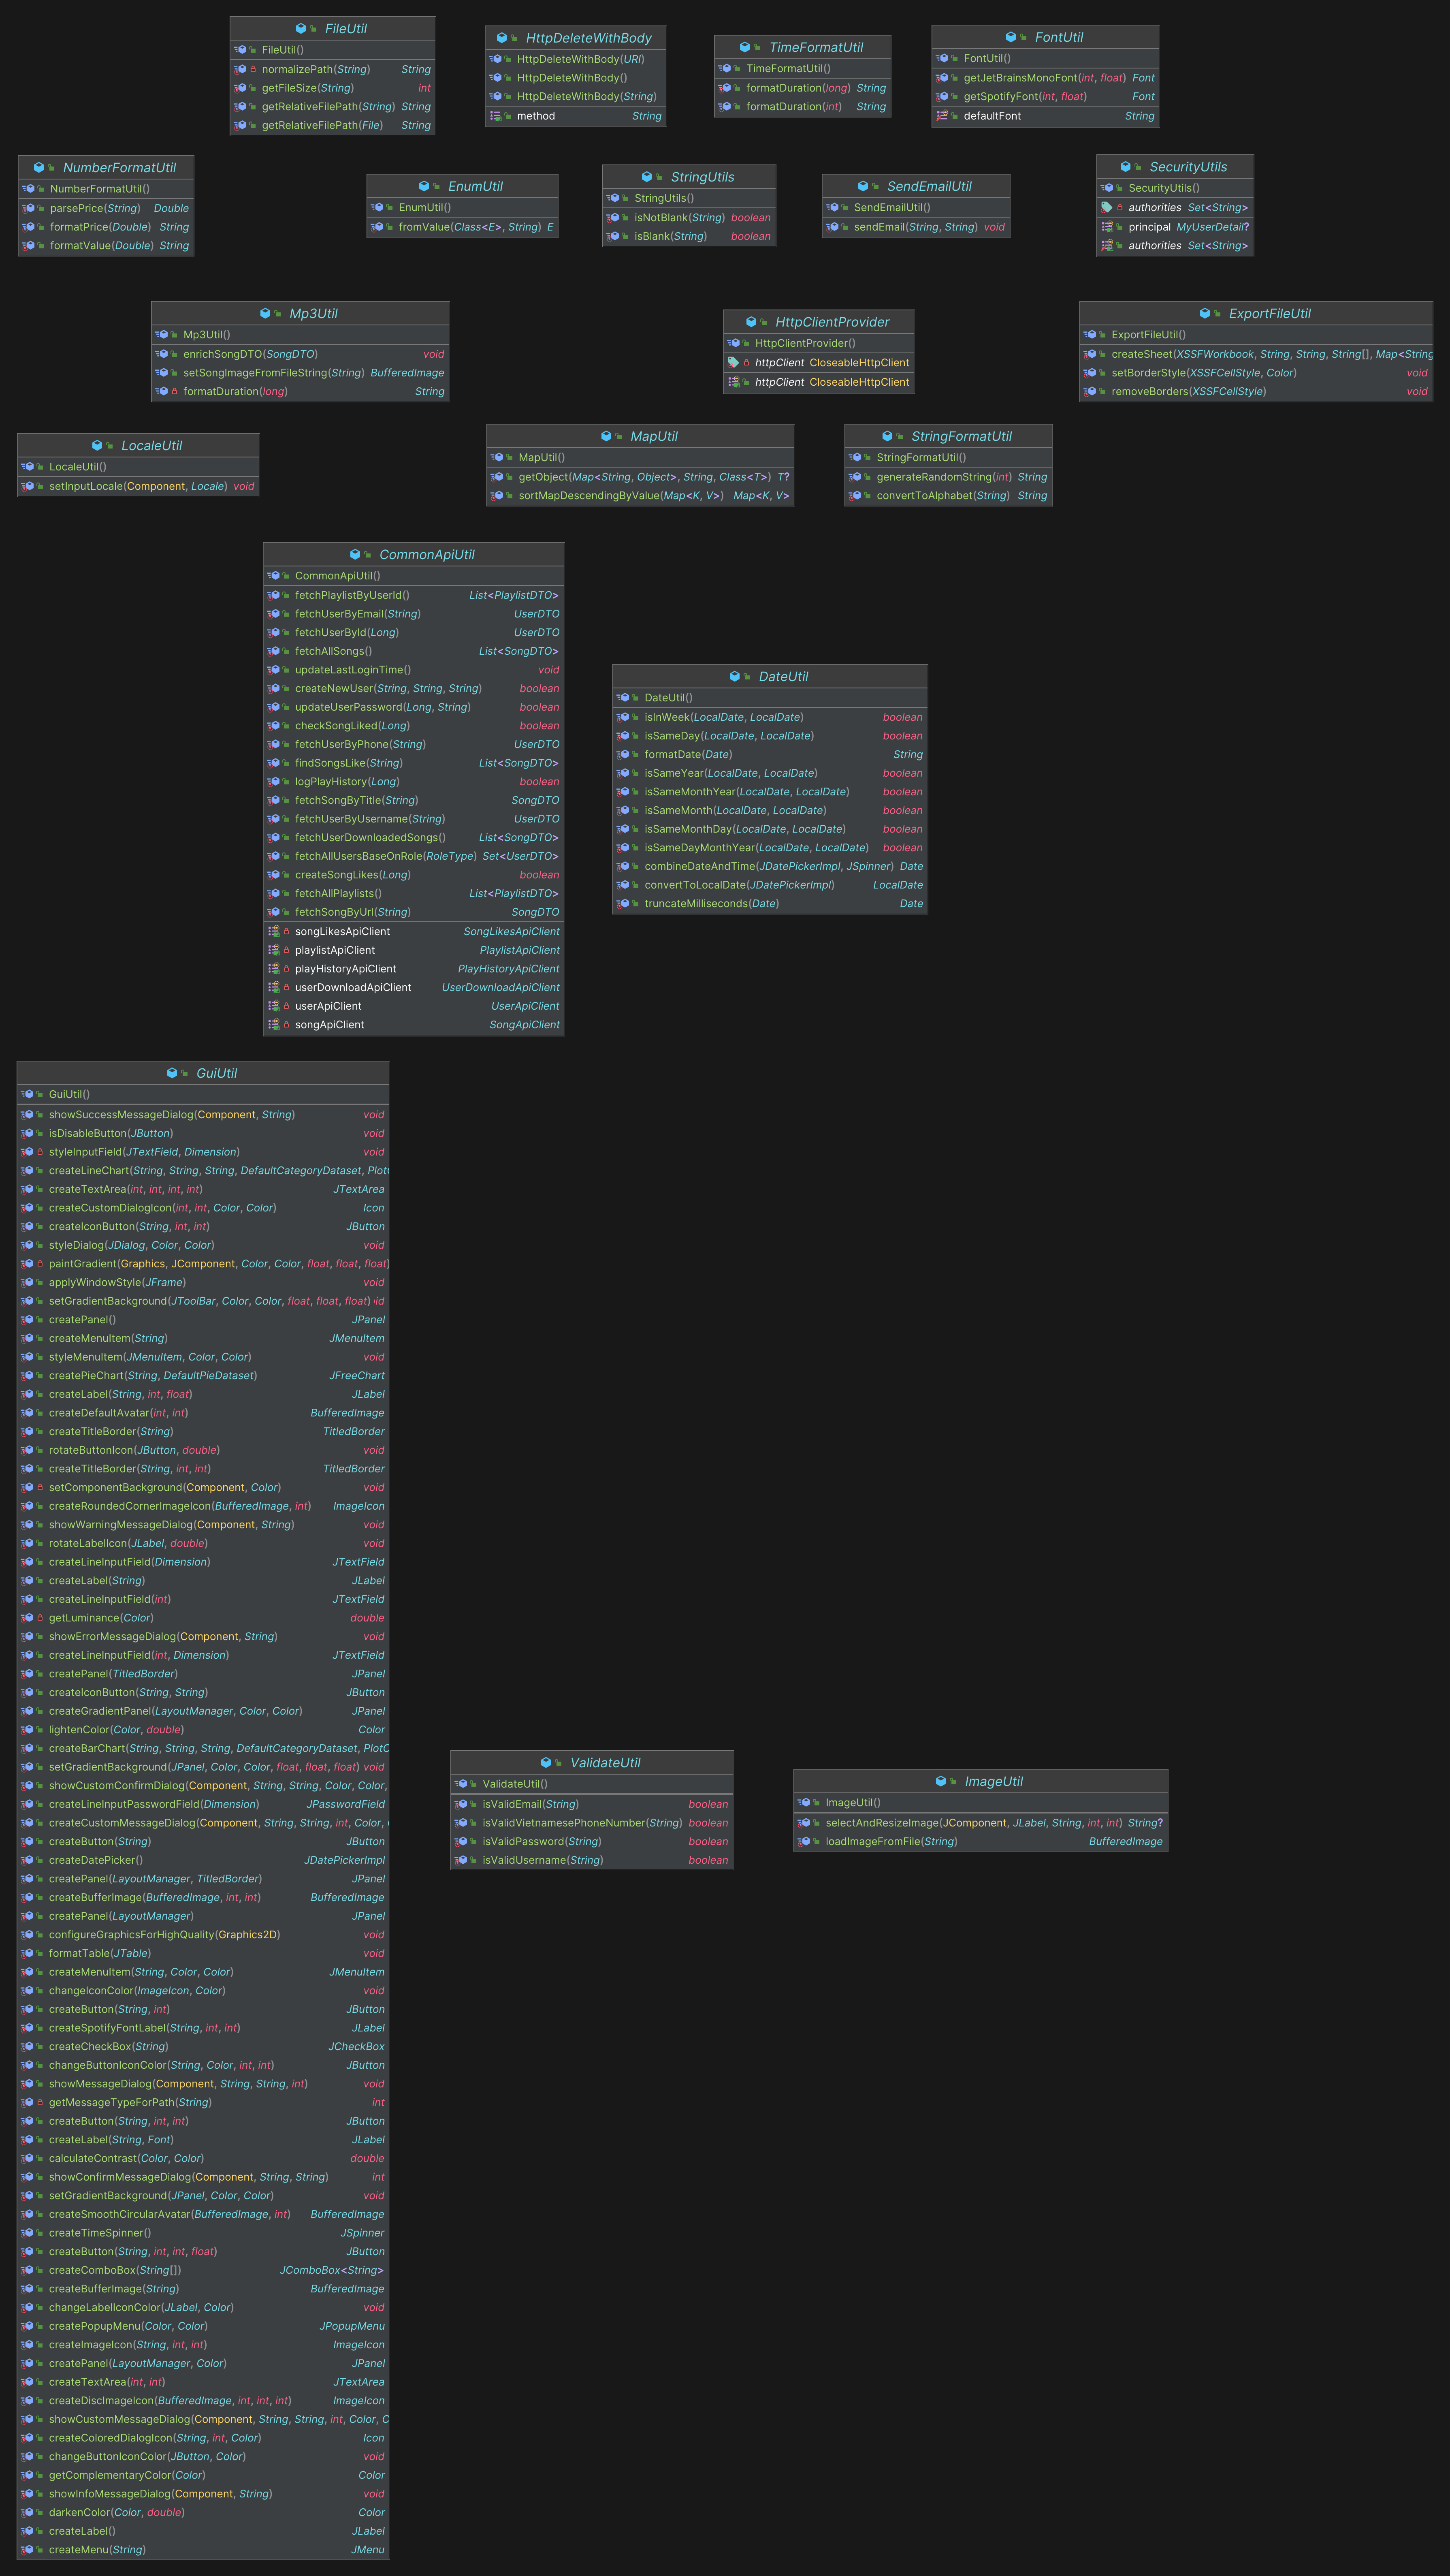 FileUtil
FileUtil()
normalizePath(String) String
getFileSize(String) int
getRelativeFilePath(String) String
getRelativeFilePath(File) String
HttpDeleteWithBody
HttpDeleteWithBody(URI)
HttpDeleteWithBody()
HttpDeleteWithBody(String)
method String
TimeFormatUtil
TimeFormatUtil()
formatDuration(long) String
formatDuration(int) String
FontUtil
FontUtil()
getJetBrainsMonoFont(int, float) Font
getSpotifyFont(int, float) Font
defaultFont String
NumberFormatUtil
NumberFormatUtil()
parsePrice(String) Double
formatPrice(Double) String
formatValue(Double) String
EnumUtil
EnumUtil()
fromValue(Class<E>, String) E
StringUtils
StringUtils()
isNotBlank(String) boolean
isBlank(String) boolean
SendEmailUtil
SendEmailUtil()
sendEmail(String, String) void
SecurityUtils
SecurityUtils()
authorities Set<String>
principal MyUserDetail?
authorities Set<String>
Mp3Util
Mp3Util()
enrichSongDTO(SongDTO) void
setSongImageFromFileString(String) BufferedImage
formatDuration(long) String
HttpClientProvider
HttpClientProvider()
httpClient CloseableHttpClient
httpClient CloseableHttpClient
ExportFileUtil
ExportFileUtil()
createSheet(XSSFWorkbook, String, String, String[], Map<String
setBorderStyle(XSSFCellStyle, Color) void
removeBorders(XSSFCellStyle) void
LocaleUtil
LocaleUtil()
setInputLocale(Component, Locale) void
MapUtil
MapUtil()
getObject(Map<String, Object>, String, Class<T>) T?
sortMapDescendingByValue(Map<K, V>) Map<K, V>
StringFormatUtil
StringFormatUtil()
generateRandomString(int) String
convertToAlphabet(String) String
CommonApiUtil
CommonApiUtil()
fetchPlaylistByUserId() List<PlaylistDTO>
fetchUserByEmail(String) UserDTO
fetchUserById(Long) UserDTO
fetchAllSongs() List<SongDTO>
updateLastLoginTime() void
createNewUser(String, String, String) boolean
updateUserPassword(Long, String) boolean
checkSongLiked(Long) boolean
fetchUserByPhone(String) UserDTO
findSongsLike(String) List<SongDTO>
logPlayHistory(Long) boolean
fetchSongByTitle(String) SongDTO
fetchUserByUsername(String) UserDTO
fetchUserDownloadedSongs() List<SongDTO>
fetchAllUsersBaseOnRole(RoleType) Set<UserDTO>
createSongLikes(Long) boolean
fetchAllPlaylists() List<PlaylistDTO>
fetchSongByUrl(String) SongDTO
songLikesApiClient SongLikesApiClient
playlistApiClient PlaylistApiClient
playHistoryApiClient PlayHistoryApiClient
userDownloadApiClient UserDownloadApiClient
userApiClient UserApiClient
songApiClient SongApiClient
DateUtil
DateUtil()
isInWeek(LocalDate, LocalDate) boolean
isSameDay(LocalDate, LocalDate) boolean
formatDate(Date) String
isSameYear(LocalDate, LocalDate) boolean
isSameMonthYear(LocalDate, LocalDate) boolean
isSameMonth(LocalDate, LocalDate) boolean
isSameMonthDay(LocalDate, LocalDate) boolean
isSameDayMonthYear(LocalDate, LocalDate) boolean
combineDateAndTime(JDatePickerImpl, JSpinner) Date
convertToLocalDate(JDatePickerImpl) LocalDate
truncateMilliseconds(Date) Date
GuiUtil
GuiUtil()
showSuccessMessageDialog(Component, String) void
isDisableButton(JButton) void
styleInputField(JTextField, Dimension) void
createLineChart(String, String, String, DefaultCategoryDataset, Plot
createTextArea(int, int, int, int) JTextArea
createCustomDialogIcon(int, int, Color, Color) Icon
createIconButton(String, int, int) JButton
styleDialog(JDialog, Color, Color) void
paintGradient(Graphics, JComponent, Color, Color, float, float, float)
applyWindowStyle(JFrame) void
setGradientBackground(JToolBar, Color, Color, float, float, float) id
createPanel() JPanel
createMenuItem(String) JMenuItem
styleMenuItem(JMenuItem, Color, Color) void
createPieChart(String, DefaultPieDataset) JFreeChart
createLabel(String, int, float) JLabel
createDefaultAvatar(int, int) BufferedImage
createTitleBorder(String) TitledBorder
rotateButtonIcon(JButton, double) void
createTitleBorder(String, int, int) TitledBorder
setComponentBackground(Component, Color) void
createRoundedCornerImageIcon(BufferedImage, int) ImageIcon
showWarningMessageDialog(Component, String) void
rotateLabelIcon(JLabel, double) void
createLineInputField(Dimension) JTextField
createLabel(String) JLabel
createLineInputField(int) JTextField
getLuminance(Color) double
showErrorMessageDialog(Component, String) void
createLineInputField(int, Dimension) JTextField
createPanel(TitledBorder) JPanel
createIconButton(String, String) JButton
createGradientPanel(LayoutManager, Color, Color) JPanel
lightenColor(Color, double) Color
createBarChart(String, String, String, DefaultCategoryDataset, PlotO
setGradientBackground(JPanel, Color, Color, float, float, float) void
showCustomConfirmDialog(Component, String, String, Color, Color,
createLineInputPasswordField(Dimension) JPasswordField
createCustomMessageDialog(Component, String, String, int, Color,
createButton(String) JButton
createDatePicker() JDatePickerImpl
createPanel(LayoutManager, TitledBorder) JPanel
createBufferImage(BufferedImage, int, int) BufferedImage
createPanel(LayoutManager) JPanel
configureGraphicsForHighQuality(Graphics2D) void
formatTable(JTable) void
createMenuItem(String, Color, Color) JMenuItem
changeIconColor(ImageIcon, Color) void
createButton(String, int) JButton
createSpotifyFontLabel(String, int, int) JLabel
createCheckBox(String) JCheckBox
changeButtonIconColor(String, Color, int, int) JButton
showMessageDialog(Component, String, String, int) void
getMessageTypeForPath(String) int
createButton(String, int, int) JButton
createLabel(String, Font) JLabel
calculateContrast(Color, Color) double
showConfirmMessageDialog(Component, String, String) int
setGradientBackground(JPanel, Color, Color) void
createSmoothCircularAvatar(BufferedImage, int) BufferedImage
createTimeSpinner() JSpinner
createButton(String, int, int, float) JButton
createComboBox(String[]) JComboBox<String>
createBufferImage(String) BufferedImage
changeLabelIconColor(JLabel, Color) void
createPopupMenu(Color, Color) JPopupMenu
createImageIcon(String, int, int) ImageIcon
createPanel(LayoutManager, Color) JPanel
createTextArea(int, int) JTextArea
createDiscImageIcon(BufferedImage, int, int, int) ImageIcon
showCustomMessageDialog(Component, String, String, int, Color, C
createColoredDialogIcon(String, int, Color) Icon
changeButtonIconColor(JButton, Color) void
getComplementaryColor(Color) Color
showInfoMessageDialog(Component, String) void
darkenColor(Color, double) Color
createLabel() JLabel
createMenu(String) JMenu
ValidateUtil
ValidateUtil()
isValidEmail(String) boolean
isValidVietnamesePhoneNumber(String) boolean
isValidPassword(String) boolean
isValidUsername(String) boolean
ImageUtil
ImageUtil()
selectAndResizeImage(JComponent, JLabel, String, int, int) String?
loadImageFromFile(String) BufferedImage